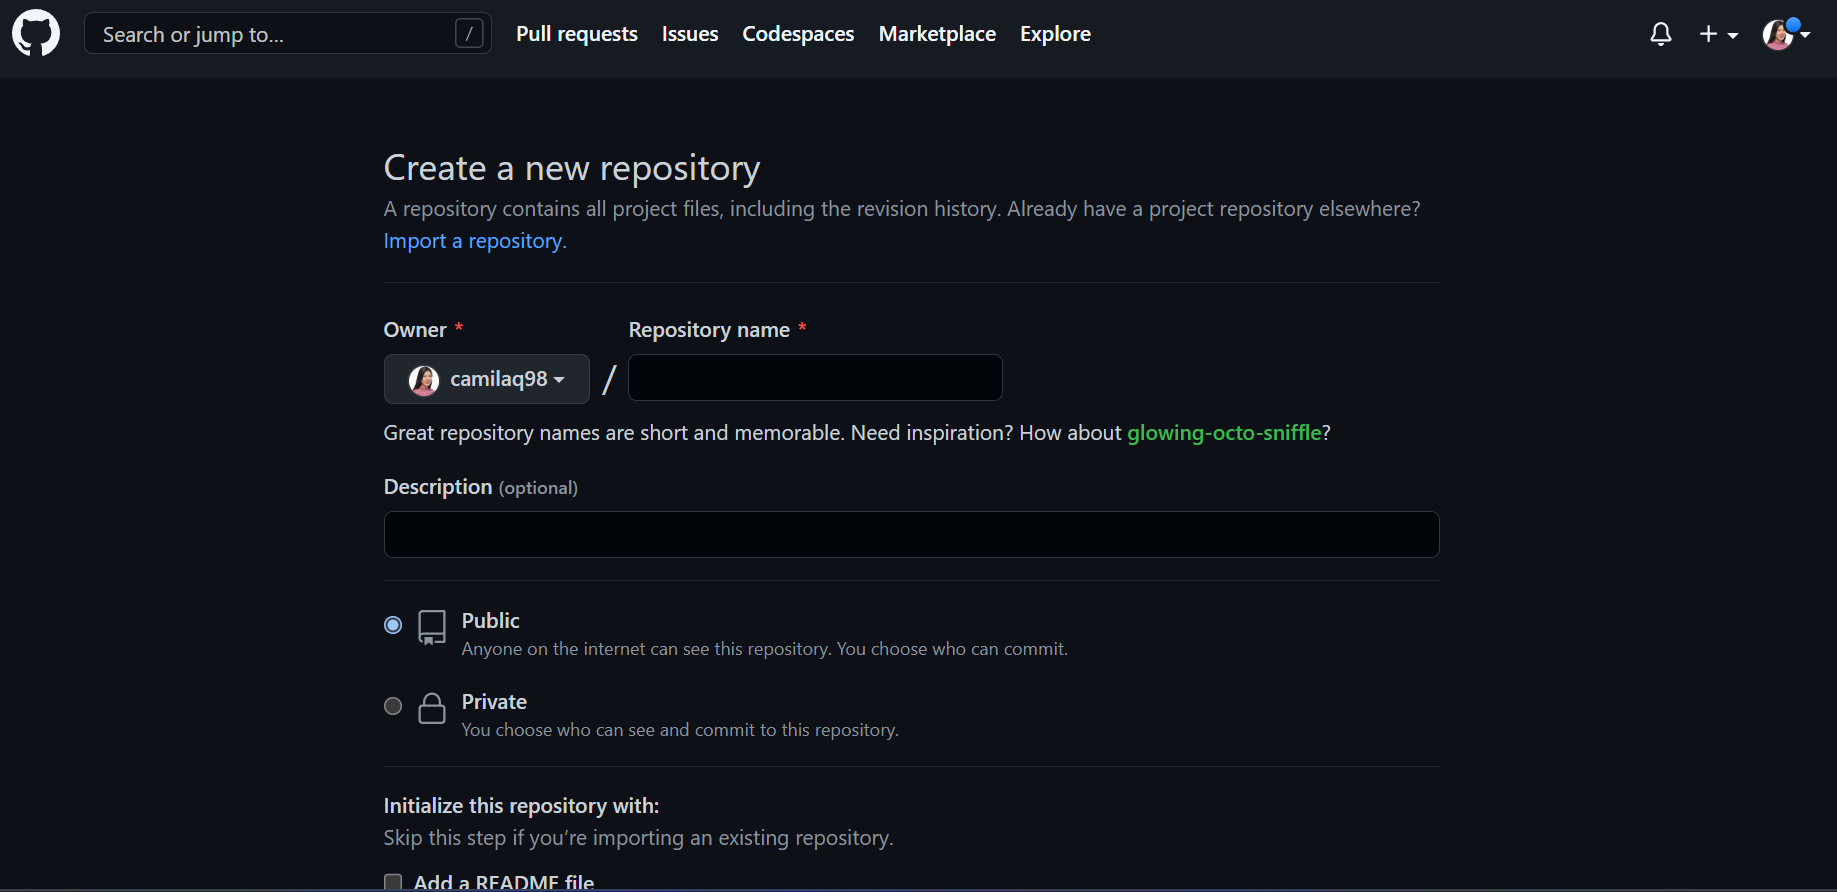 Search or jump to... / Pull requests Issues Codespaces Marketplace Explore
Create a new repository
A repository contains all project files, including the revision history. Already have a project repository elsewhere?
Import a repository.
Owner * Repository name *
camilaq98 /
Great repository names are short and memorable. Need inspiration? How about glowing-octo-sniffle?
Description (optional)
Public
Anyone on the internet can see this repository. You choose who can commit.
Private
You choose who can see and commit to this repository.
Initialize this repository with:
Skip this step if you’re importing an existing repository.
Add a README file